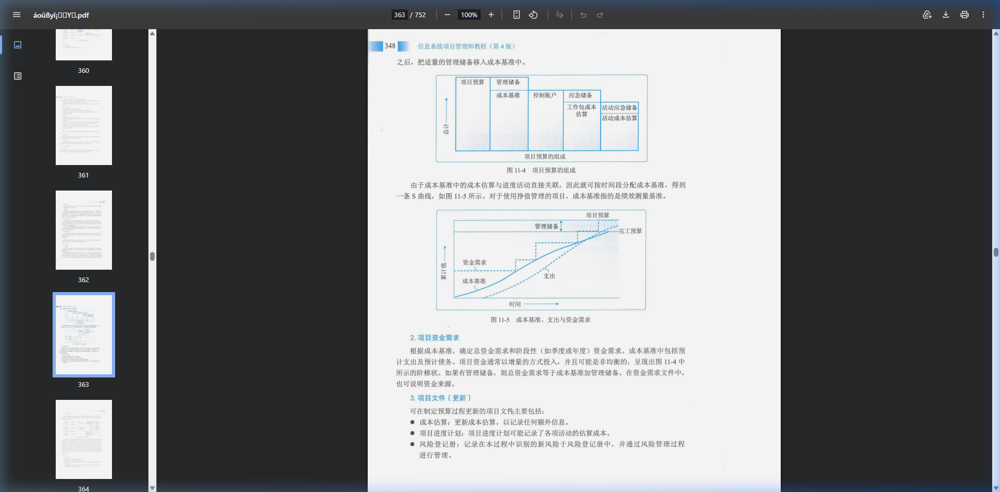 áoûßyî¡▯▯Y▯.pdf
363 / 752
100%
360
361
362
363
364
348
信息系统项目管理师教程（第 4 版）
之后，把适量的管理储备移入成本基准中。
项目预算
管理储备
成本基准
控制账户
应急储备
工作包成本
估算
活动应急储备
活动成本估算
总计
项目预算的组成
图 11-4 项目预算的组成
由于成本基准中的成本估算与进度活动直接关联，因此就可按时间段分配成本基准，得到
一条 S 曲线，如图 11-5 所示。对于使用挣值管理的项目，成本基准指的是绩效测量基准。
项目预算
管理储备
完工预算
资金需求
支出
成本基准
累计值
时间
图 11-5 成本基准、支出与资金需求
2. 项目资金需求
根据成本基准，确定总资金需求和阶段性（如季度或年度）资金需求。成本基准中包括预
计支出及预计债务。项目资金通常以增量的方式投入，并且可能是非均衡的，呈现出图 11-4 中
所示的阶梯状。如果有管理储备，则总资金需求等于成本基准加管理储备。在资金需求文件中，
也可说明资金来源。
3. 项目文件（更新）
可在制定预算过程更新的项目文件主要包括：
● 成本估算：更新成本估算，以记录任何额外信息。
● 项目进度计划：项目进度计划可能记录了各项活动的估算成本。
● 风险登记册：记录在本过程中识别的新风险于风险登记册中，并通过风险管理过程
进行管理。